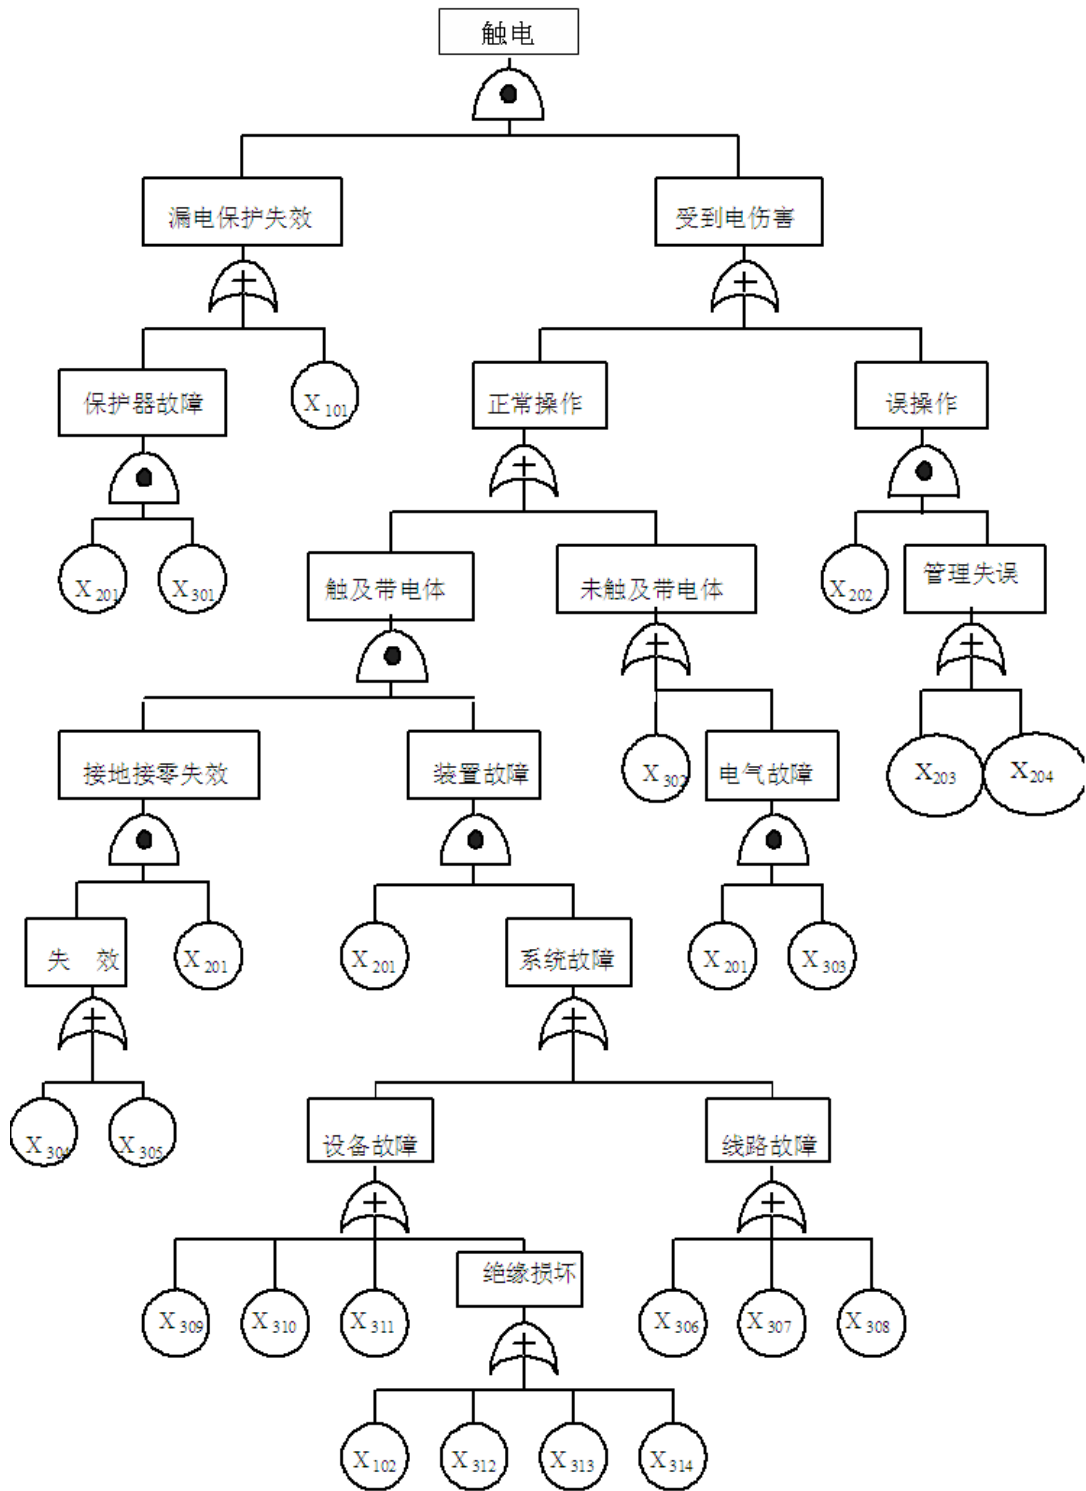 触电
漏电保护失效
受到电伤害
保护器故障
X101
正常操作
误操作
X201
X301
触及带电体
未触及带电体
X202
管理失误
接地接零失效
装置故障
X302
电气故障
X203
X204
失 效
X201
X201
系统故障
X201
X303
X304
X305
设备故障
线路故障
X309
X310
X311
绝缘损坏
X306
X307
X308
X102
X312
X313
X314